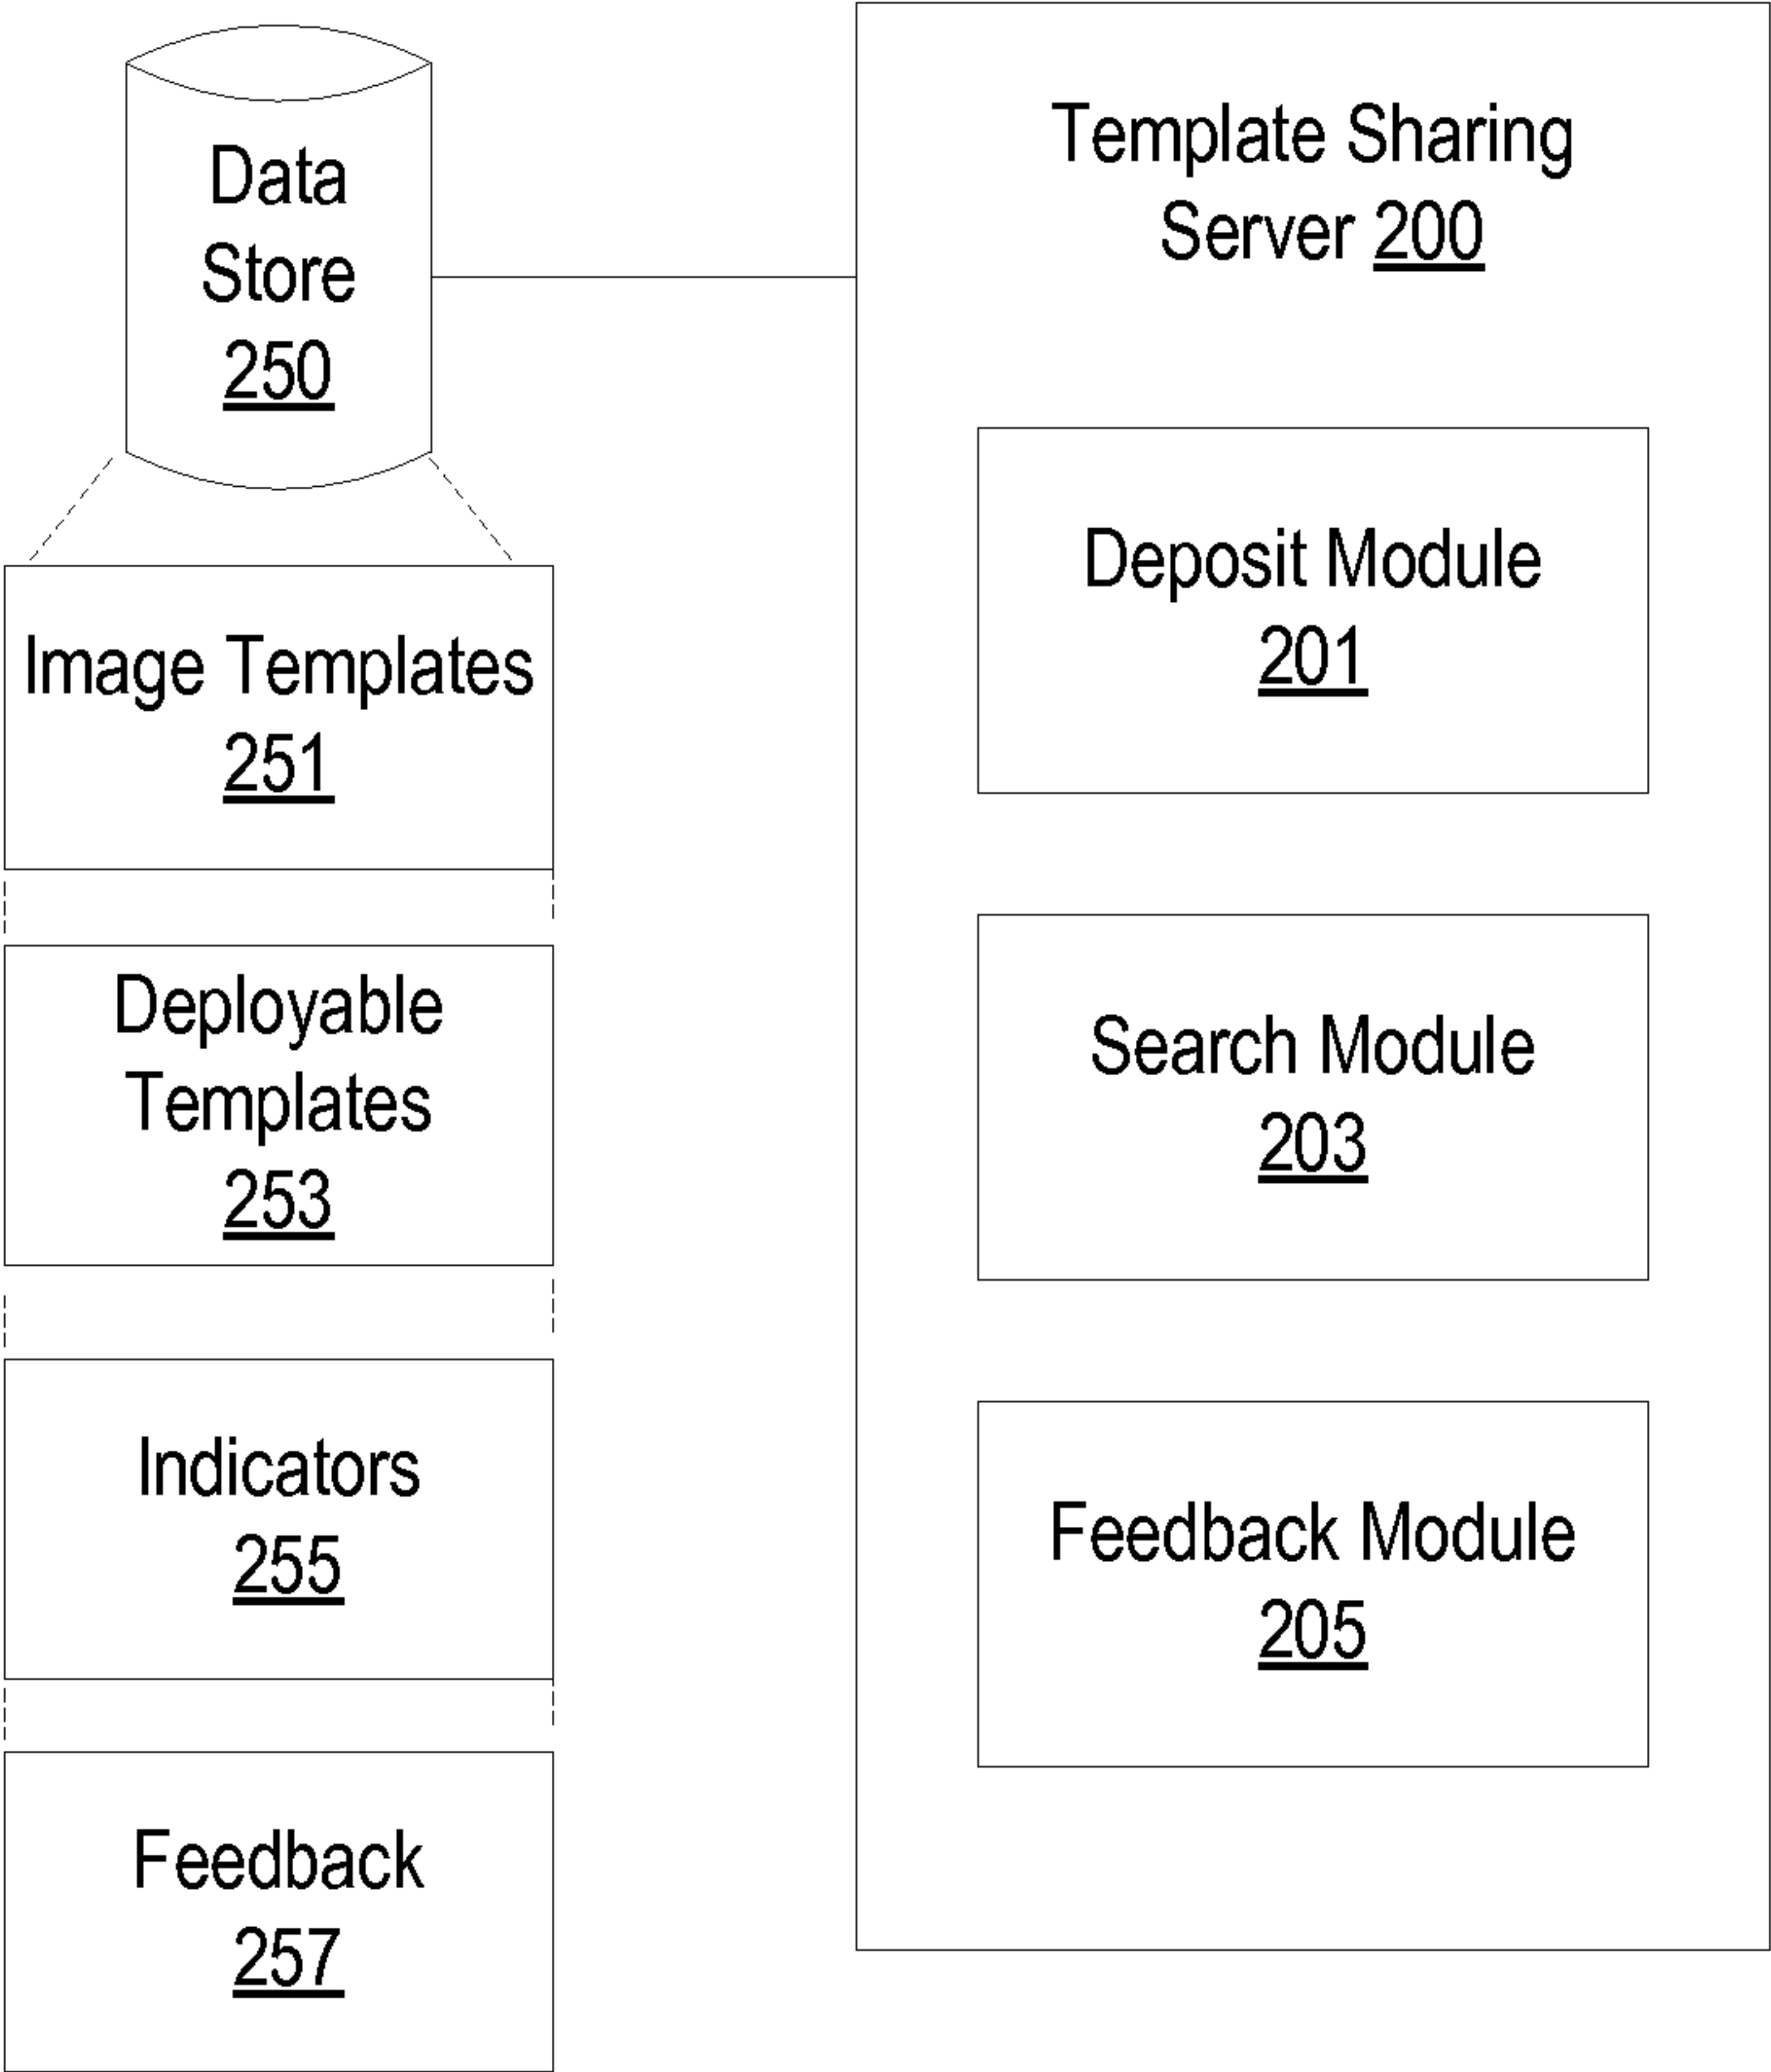 Data
Store
250
Image Templates
251
Deployable
Templates
253
Indicators
255
Feedback
257
Template Sharing
Server 200
Deposit Module
201
Search Module
203
Feedback Module
205